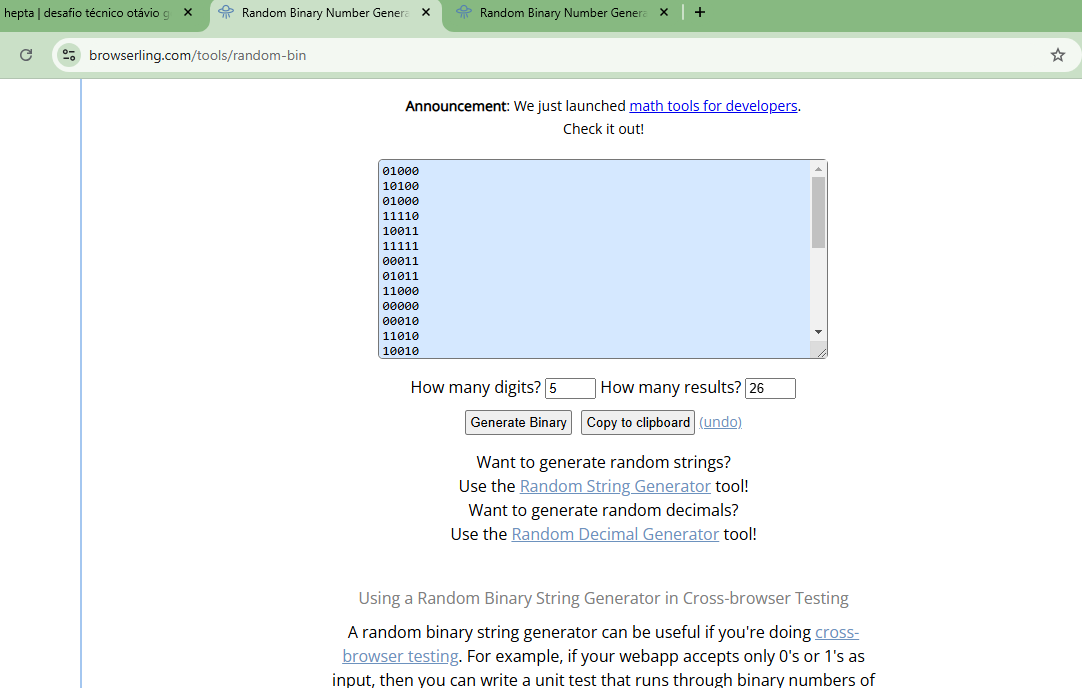 hepta | desafio técnico otávio g
Random Binary Number Genera
Random Binary Number Genera
browserling.com/tools/random-bin
Announcement: We just launched math tools for developers.
Check it out!
01000
10100
01000
11110
10011
11111
00011
01011
11000
00000
00010
11010
10010
How many digits? 5 How many results? 26
Generate Binary Copy to clipboard (undo)
Want to generate random strings?
Use the Random String Generator tool!
Want to generate random decimals?
Use the Random Decimal Generator tool!
Using a Random Binary String Generator in Cross-browser Testing
A random binary string generator can be useful if you're doing cross-
browser testing. For example, if your webapp accepts only 0's or 1's as
input, then you can write a unit test that runs through binary numbers of